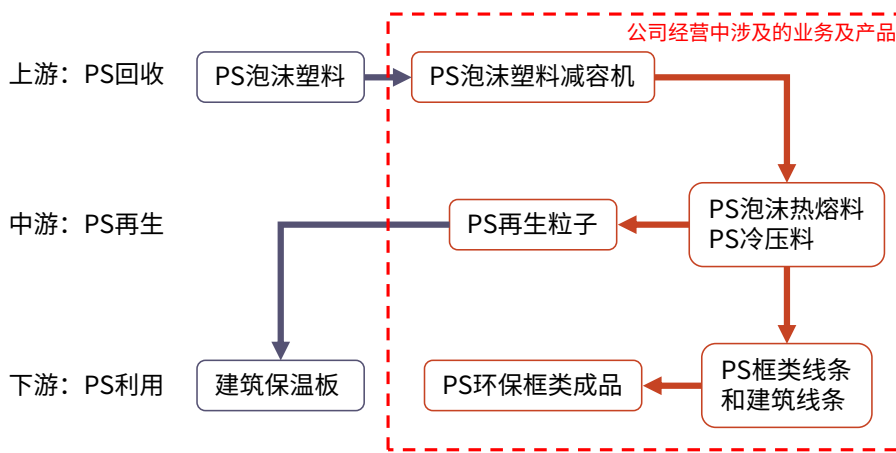 公司经营中涉及的业务及产品
上游：PS回收
PS泡沫塑料
PS泡沫塑料减容机
中游：PS再生
PS再生粒子
PS泡沫热熔料
PS冷压料
下游：PS利用
建筑保温板
PS环保框类成品
PS框类线条
和建筑线条